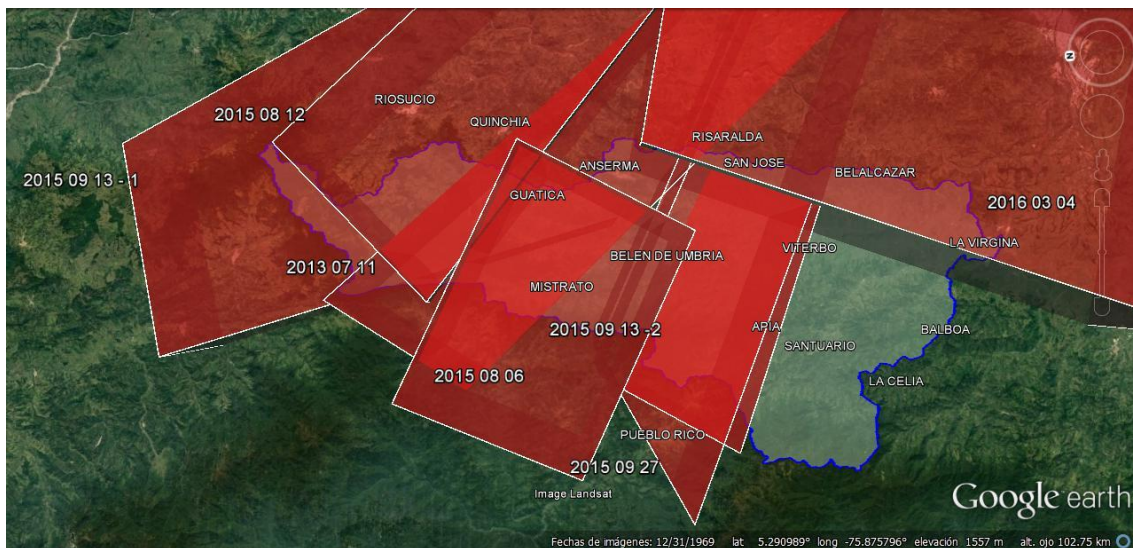 2015 08 12
RIOSUCIO
QUINCHIA
RISARALDA
ANSERMA
SAN JOSE
BELALCAZAR
2015 09 13 - 1
GUATICA
2016 03 04
LA VIRGINA
VITERBO
BELEN DE UMBRIA
2013 07 11
MISTRATO
2015 09 13 -2
APIA
BALBOA
SANTUARIO
2015 08 06
LA CELIA
PUEBLO RICO
2015 09 27
Image Landsat
Google earth
Fechas de imágenes: 12/31/1969 lat 5.290989° long -75.875796° elevación 1557 m alt. ojo 102.75 km
N